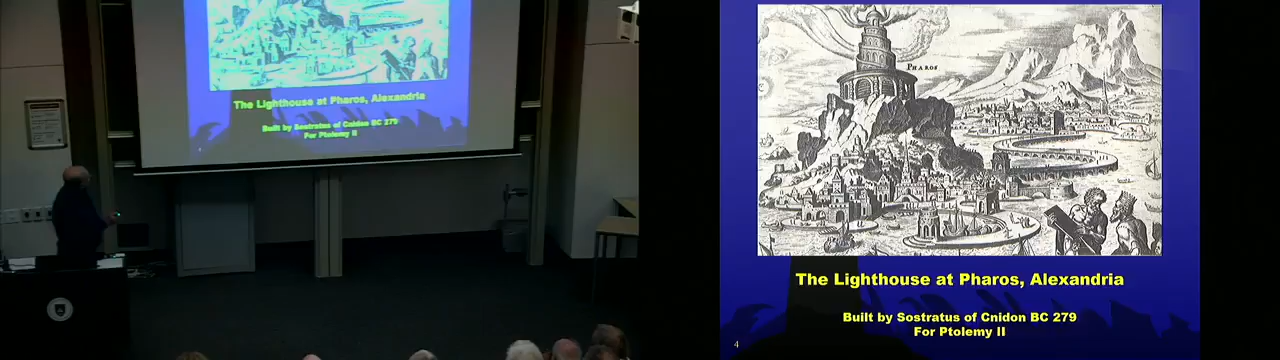 The Lighthouse at Pharos, Alexandria
Built by Sostratus of Cnidon BC 279
For Ptolemy II
PHAROS
The Lighthouse at Pharos, Alexandria
Built by Sostratus of Cnidon BC 279
For Ptolemy II
4